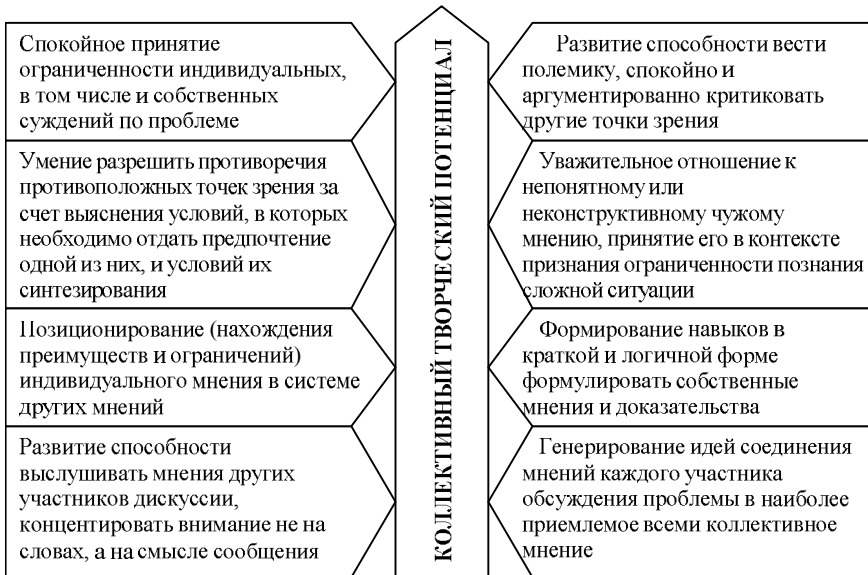 Спокойное принятие
ограниченности индивидуальных,
в том числе и собственных
суждений по проблеме
Умение разрешить противоречия
противоположных точек зрения за
счет выяснения условий, в которых
необходимо отдать предпочтение
одной из них, и условий их
синтезирования
Позиционирование (нахождения
преимуществ и ограничений)
индивидуального мнения в системе
других мнений
Развитие способности
выслушивать мнения других
участников дискуссии,
концентрировать внимание не на
словах, а на смысле сообщения
КОЛЛЕКТИВНЫЙ ТВОРЧЕСКИЙ ПОТЕНЦИАЛ
Развитие способности вести
полемику, спокойно и
аргументированно критиковать
другие точки зрения
Уважительное отношение к
непонятному или
неконструктивному чужому
мнению, принятие его в контексте
признания ограниченности познания
сложной ситуации
Формирование навыков в
краткой и логичной форме
формулировать собственные
мнения и доказательства
Генерирование идей соединения
мнений каждого участника
обсуждения проблемы в наиболее
приемлемое всеми коллективное
мнение